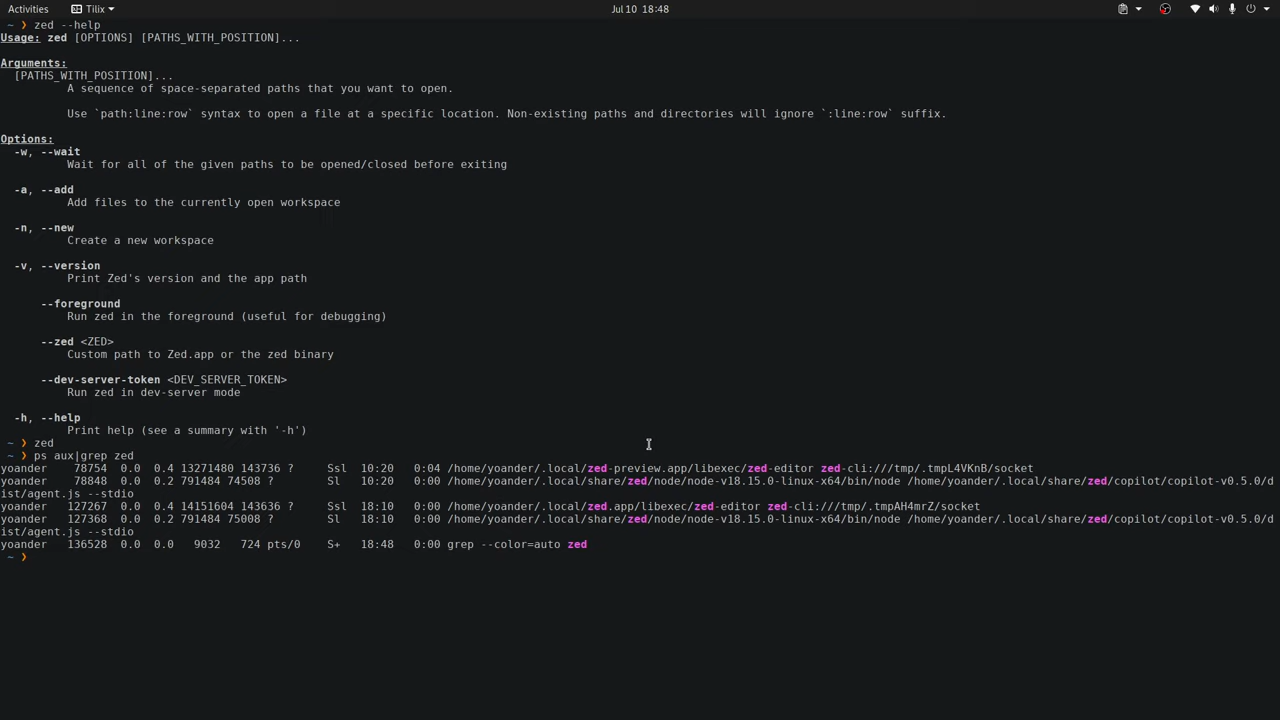 Activities Tilix Jul 10 18:48
~ ❯ zed --help
Usage: zed [OPTIONS] [PATHS_WITH_POSITION]...
Arguments:
[PATHS_WITH_POSITION]...
A sequence of space-separated paths that you want to open.
Use `path:line:row` syntax to open a file at a specific location. Non-existing paths and directories will ignore `:line:row` suffix.
Options:
-w, --wait
Wait for all of the given paths to be opened/closed before exiting
-a, --add
Add files to the currently open workspace
-n, --new
Create a new workspace
-v, --version
Print Zed's version and the app path
--foreground
Run zed in the foreground (useful for debugging)
--zed <ZED>
Custom path to Zed.app or the zed binary
--dev-server-token <DEV_SERVER_TOKEN>
Run zed in dev-server mode
-h, --help
Print help (see a summary with '-h')
~ ❯ zed
~ ❯ ps aux|grep zed
yoander 78754 0.0 0.4 13271480 143736 ? Ssl 10:20 0:04 /home/yoander/.local/zed-preview.app/libexec/zed-editor zed-cli:///tmp/.tmpL4VKnB/socket
yoander 78848 0.0 0.2 791484 74508 ? Sl 10:20 0:00 /home/yoander/.local/share/zed/node/node-v18.15.0-linux-x64/bin/node /home/yoander/.local/share/zed/copilot/copilot-v0.5.0/d
ist/agent.js --stdio
yoander 127267 0.0 0.4 14151604 143636 ? Ssl 18:10 0:00 /home/yoander/.local/zed.app/libexec/zed-editor zed-cli:///tmp/.tmpAH4mrZ/socket
yoander 127368 0.0 0.2 791484 75008 ? Sl 18:10 0:00 /home/yoander/.local/share/zed/node/node-v18.15.0-linux-x64/bin/node /home/yoander/.local/share/zed/copilot/copilot-v0.5.0/d
ist/agent.js --stdio
yoander 136528 0.0 0.0 9032 724 pts/0 S+ 18:48 0:00 grep --color=auto zed
~ ❯